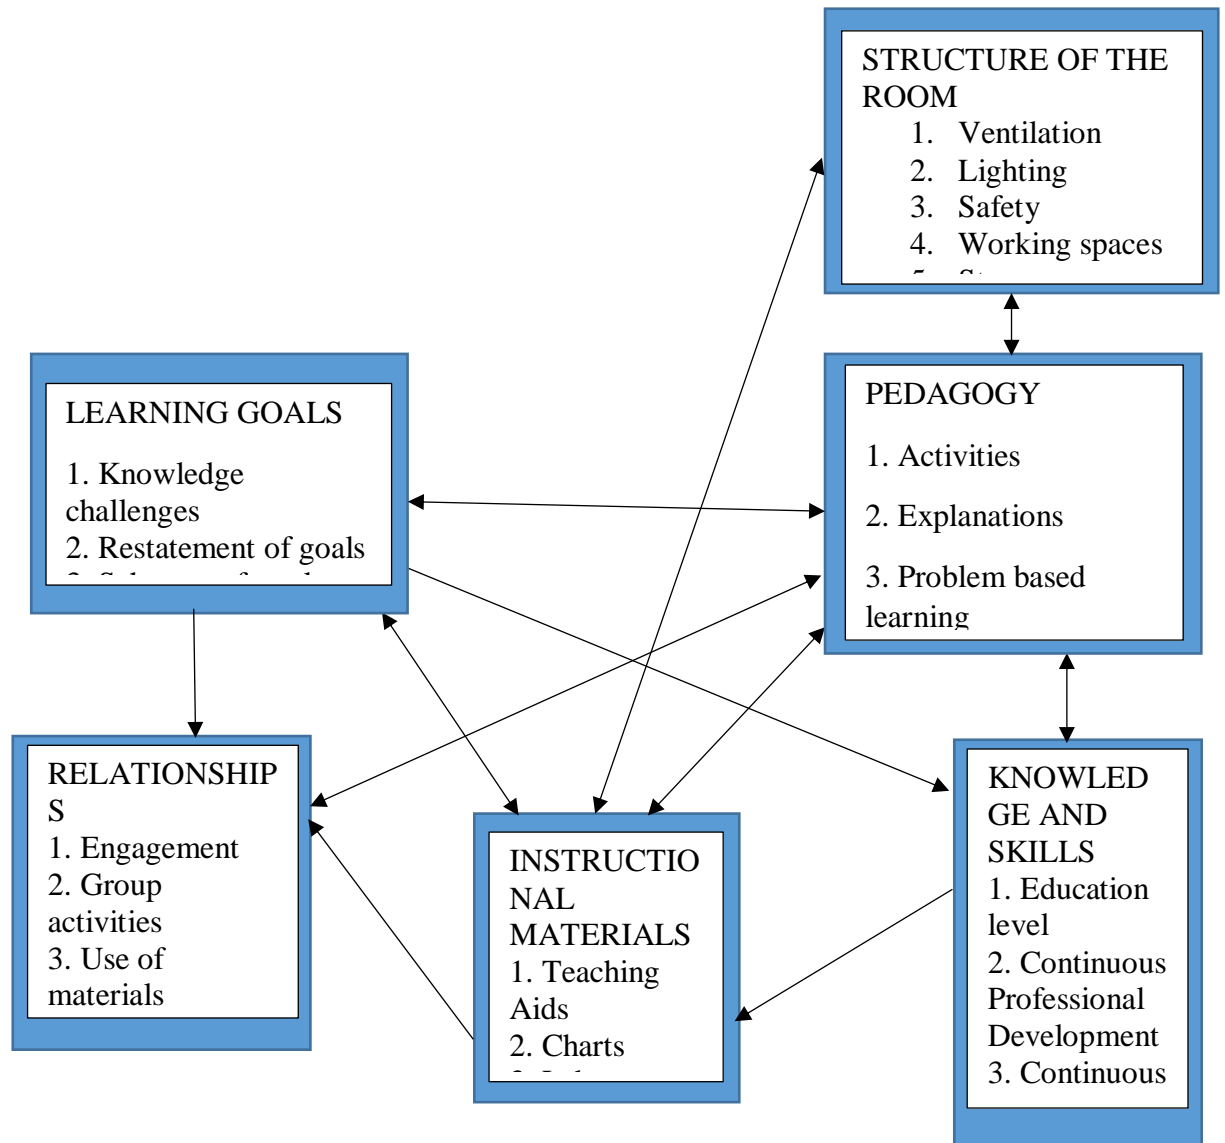 STRUCTURE OF THE
ROOM
1. Ventilation
2. Lighting
3. Safety
4. Working spaces
LEARNING GOALS
1. Knowledge
challenges
2. Restatement of goals
PEDAGOGY
1. Activities
2. Explanations
3. Problem based
learning
RELATIONSHIP
S
1. Engagement
2. Group
activities
3. Use of
materials
INSTRUCTIO
NAL
MATERIALS
1. Teaching
Aids
2. Charts
KNOWLED
GE AND
SKILLS
1. Education
level
2. Continuous
Professional
Development
3. Continuous